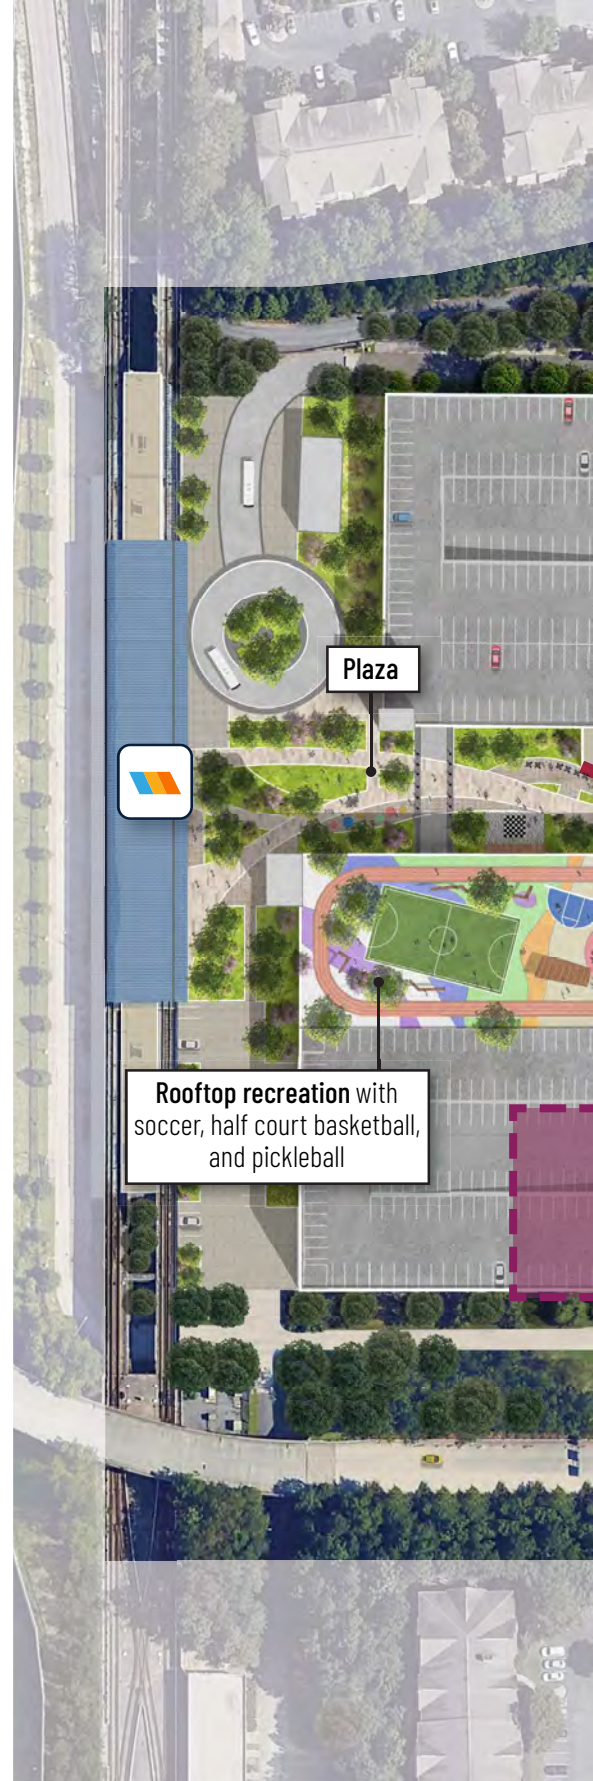 Plaza
Rooftop recreation with
soccer, half court basketball,
and pickleball